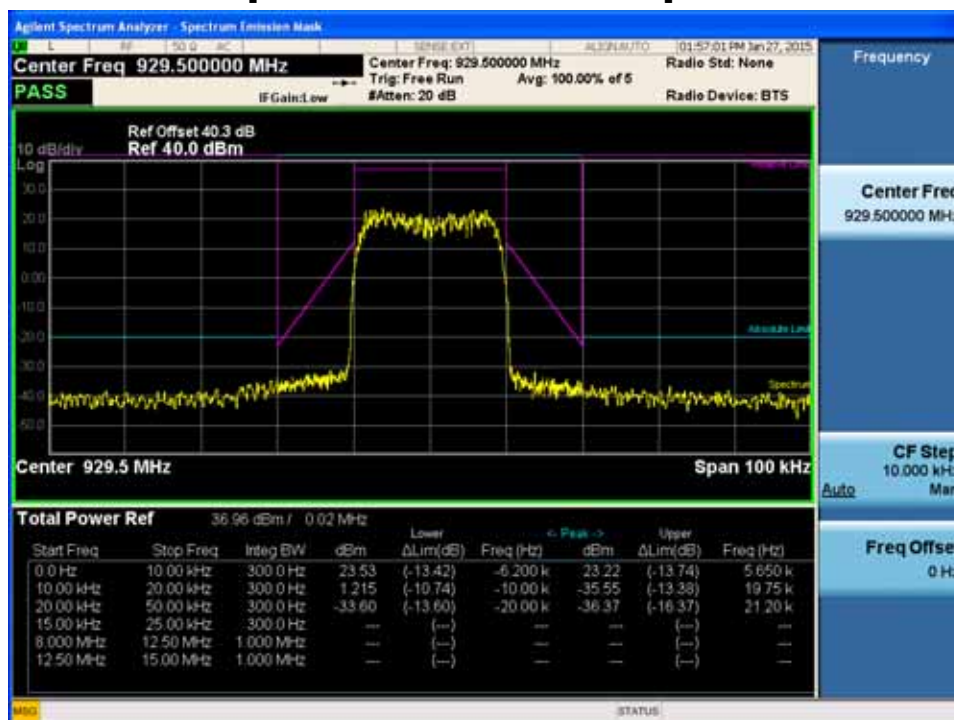 Agilent Spectrum Analyzer - Spectrum Emission Mask
L RF 50 Ω AC SENSE:EXT ALIGN AUTO 01:57:01 PM Jan 27, 2015
Center Freq 929.500000 MHz
Center Freq: 929.500000 MHz
Radio Std: None
Trig: Free Run
Avg: 100.00% of 5
PASS
IFGain:Low
#Atten: 20 dB
Radio Device: BTS
Ref Offset 40.3 dB
10 dB/div
Ref 40.0 dBm
Log
30.0
20.0
10.0
0.00
-10.0
-20.0
-30.0
-40.0
-50.0
Absolute Limit
Spectrum
Center 929.5 MHz
Span 100 kHz
Total Power Ref 36.96 dBm / 0.02 MHz
Lower <- Peak -> Upper
Start Freq Stop Freq Integ BW dBm ΔLim(dB) Freq (Hz) dBm ΔLim(dB) Freq (Hz)
0.0 Hz 10.00 kHz 300.0 Hz 23.53 (-13.42) -6.200 k 23.22 (-13.74) 5.650 k
10.00 kHz 20.00 kHz 300.0 Hz 1.215 (-10.74) -10.00 k -35.55 (-13.38) 19.75 k
20.00 kHz 50.00 kHz 300.0 Hz -33.60 (-13.60) -20.00 k -36.37 (-16.37) 21.20 k
15.00 kHz 25.00 kHz 300.0 Hz --- (---) --- --- (---) ---
8.000 MHz 12.50 MHz 1.000 MHz --- (---) --- --- (---) ---
12.50 MHz 15.00 MHz 1.000 MHz --- (---) --- --- (---) ---
MSG
STATUS
Frequency
Center Freq
929.500000 MHz
CF Step
10.000 kHz
Auto Man
Freq Offset
0 Hz